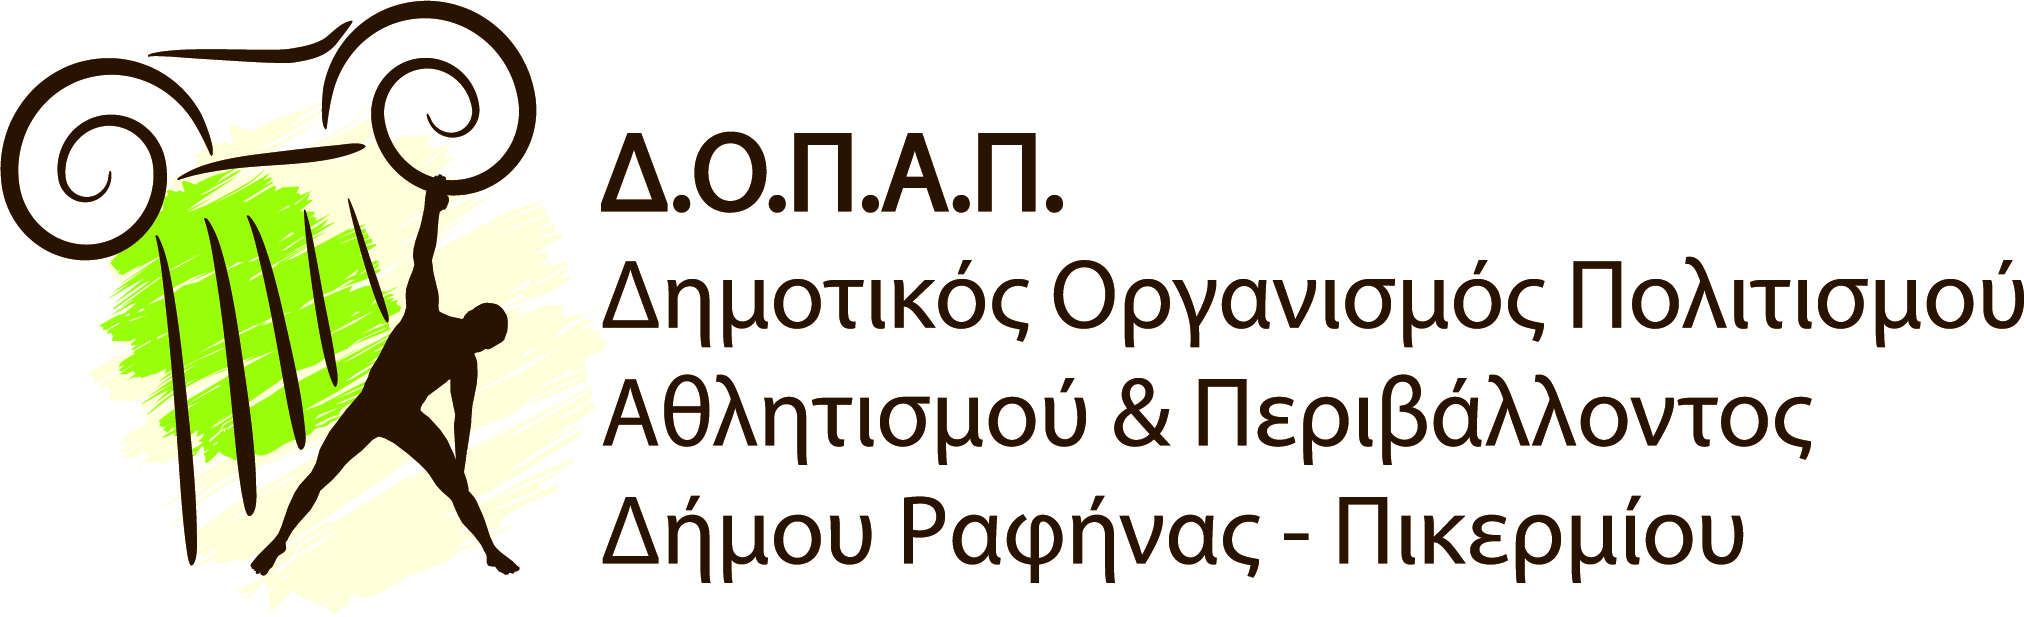 Δ.Ο.Π.Α.Π.
Δημοτικός Οργανισμός Πολιτισμού
Αθλητισμού & Περιβάλλοντος
Δήμου Ραφήνας - Πικερμίου